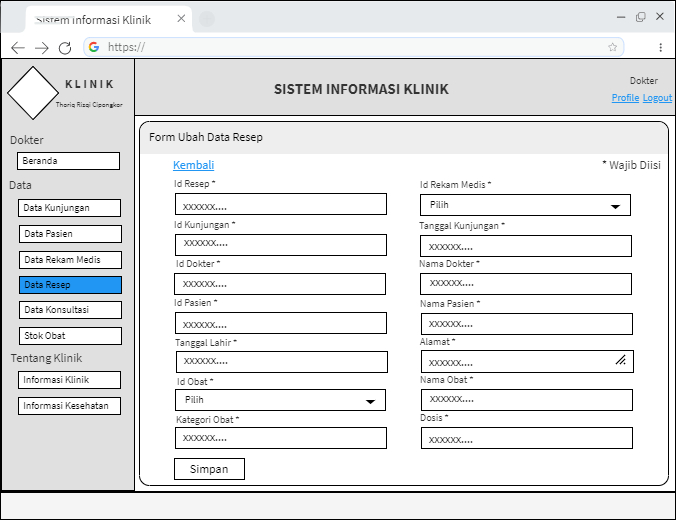 Sistem informasi Klinik
https://
KLINIK
Thoriq Rizqi Cipongkor
SISTEM INFORMASI KLINIK
Dokter
Profile Logout
Dokter
Beranda
Data
Data Kunjungan
Data Pasien
Data Rekam Medis
Data Resep
Data Konsultasi
Stok Obat
Tentang Klinik
Informasi Klinik
Informasi Kesehatan
Form Ubah Data Resep
Kembali
* Wajib Diisi
Id Resep *
xxxxxx....
Id Rekam Medis *
Pilih
Id Kunjungan *
xxxxxx....
Tanggal Kunjungan *
xxxxxx....
Id Dokter *
xxxxxx....
Nama Dokter *
xxxxxx....
Id Pasien *
xxxxxx....
Nama Pasien *
xxxxxx....
Tanggal Lahir *
xxxxxx....
Alamat *
xxxxxx....
Id Obat *
Pilih
Nama Obat *
xxxxxx....
Kategori Obat *
xxxxxx....
Dosis *
xxxxxx....
Simpan